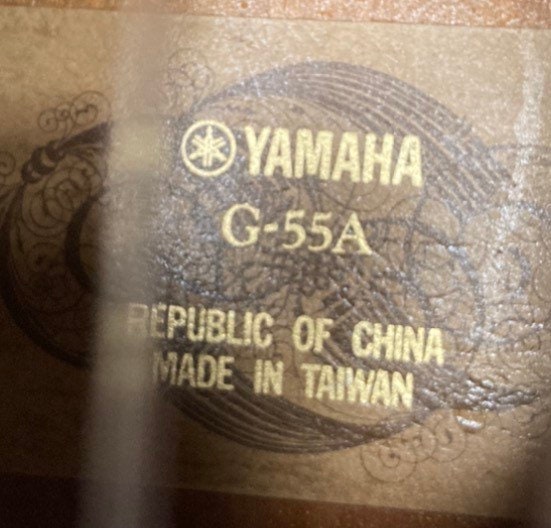 YAMAHA
G-55A
REPUBLIC OF CHINA
MADE IN TAIWAN